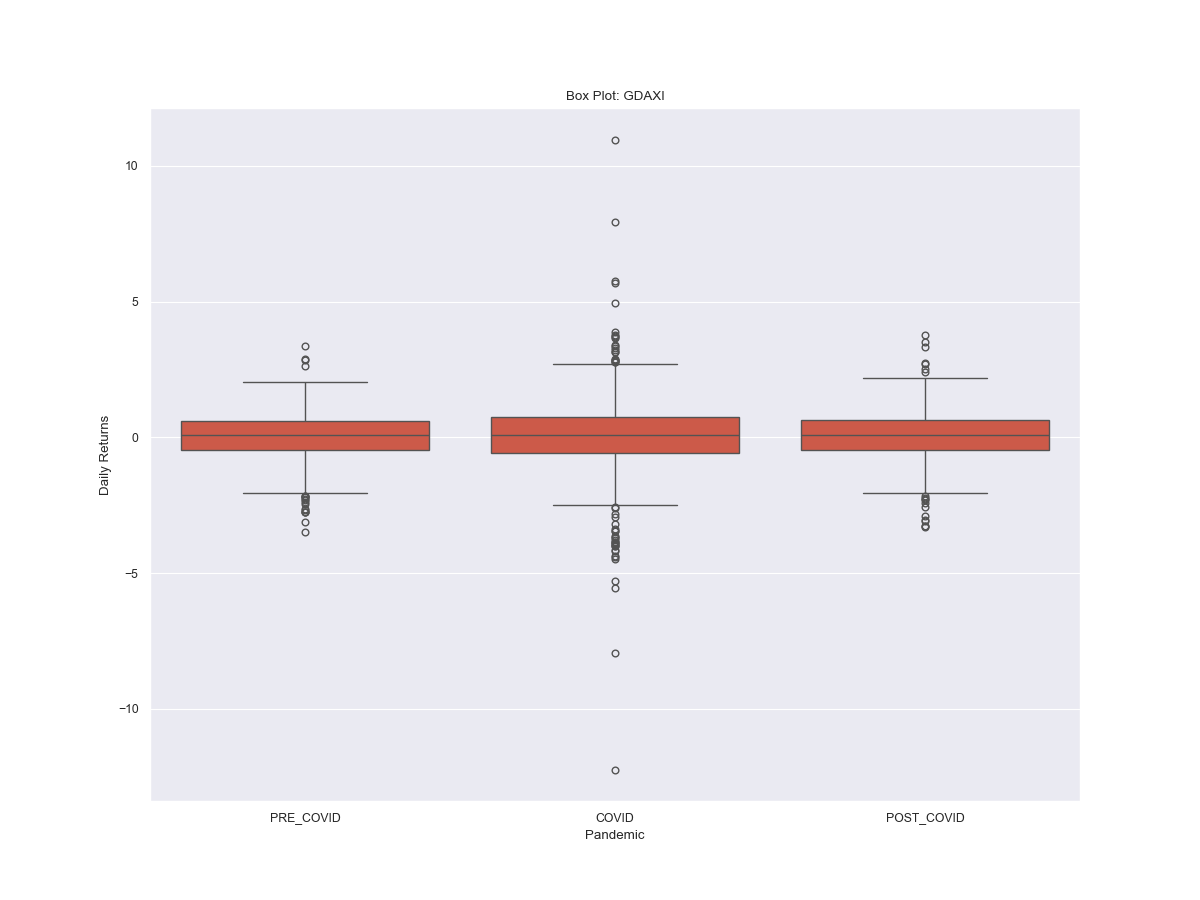 Box Plot: GDAXI
10
5
0
−5
−10
Daily Returns
PRE_COVID
COVID
POST_COVID
Pandemic